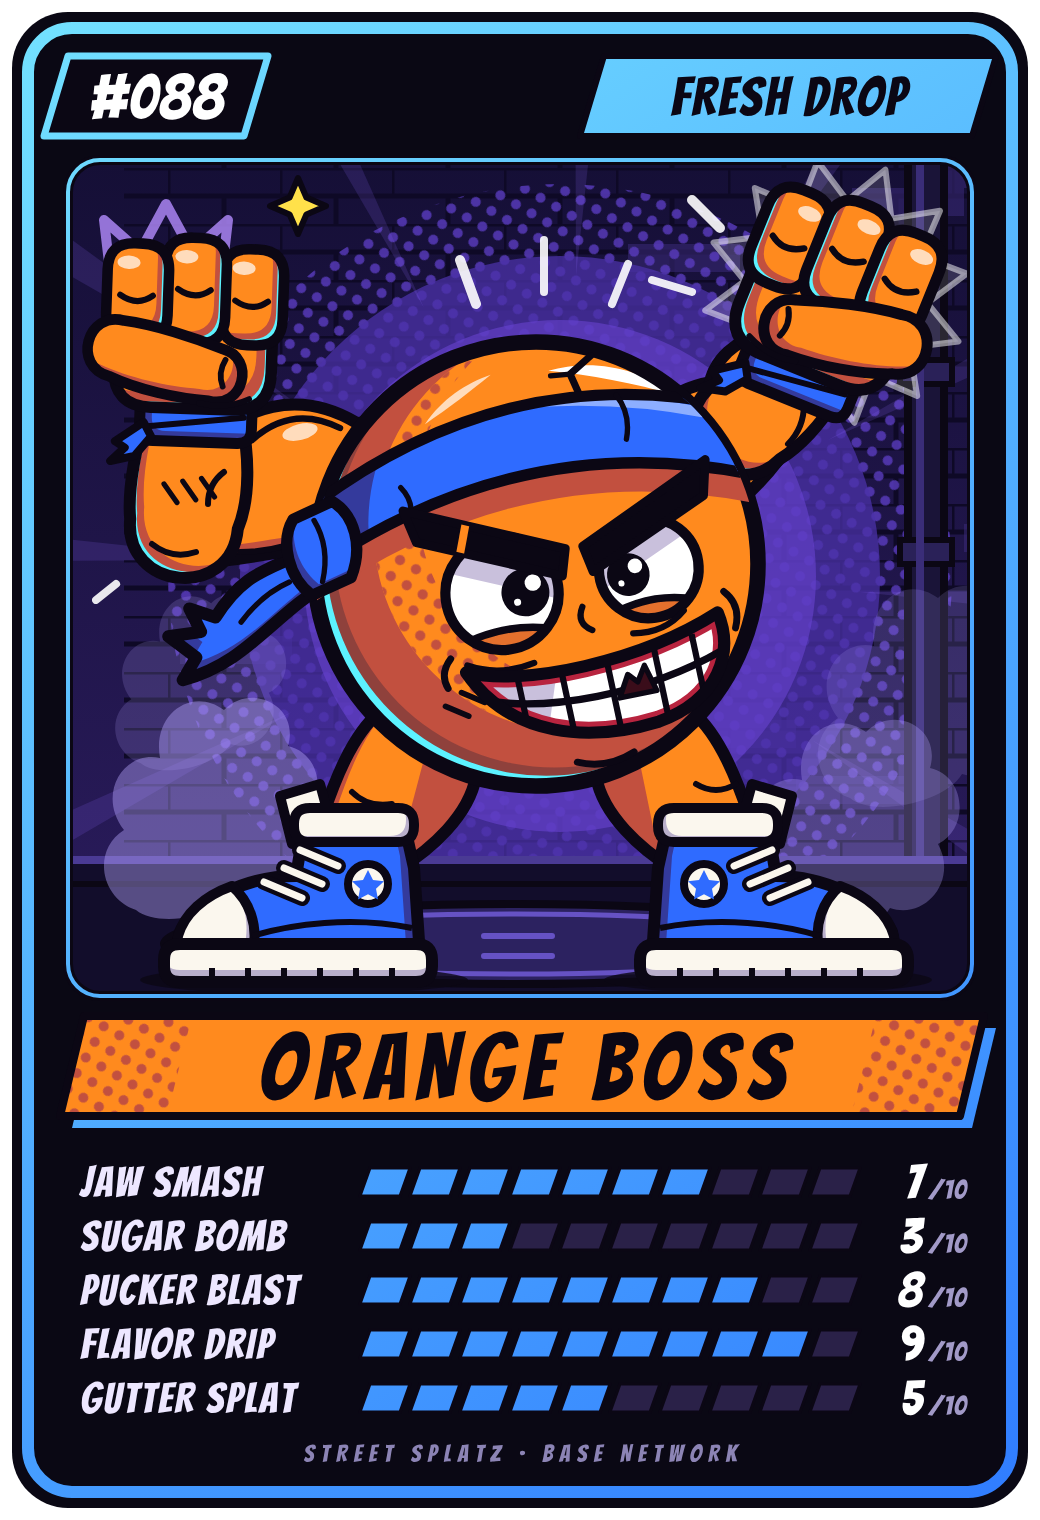 #088
FRESH DROP
ORANGE BOSS
JAW SMASH 7/10
SUGAR BOMB 3/10
PUCKER BLAST 8/10
FLAVOR DRIP 9/10
GUTTER SPLAT 5/10
STREET SPLATZ · BASE NETWORK